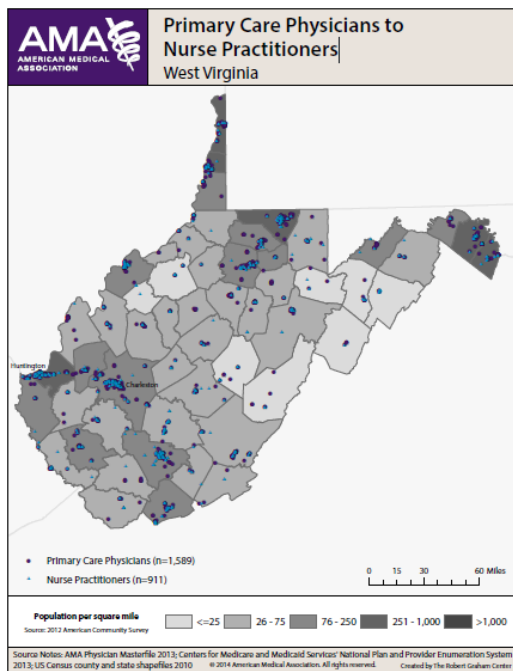 AMA
AMERICAN MEDICAL
ASSOCIATION
Primary Care Physicians to
Nurse Practitioners
West Virginia
Huntington
Charleston
Primary Care Physicians (n=1,589)
Nurse Practitioners (n=911)
0 15 30 60 Miles
Population per square mile
Source: 2012 American Community Survey
<=25 26 - 75 76 - 250 251 - 1,000 >1,000
Source Notes: AMA Physician Masterfile 2013; Centers for Medicare and Medicaid Services' National Plan and Provider Enumeration System
2013; US Census county and state shapefiles 2010 © 2014 American Medical Association. All rights reserved. Created by The Robert Graham Center